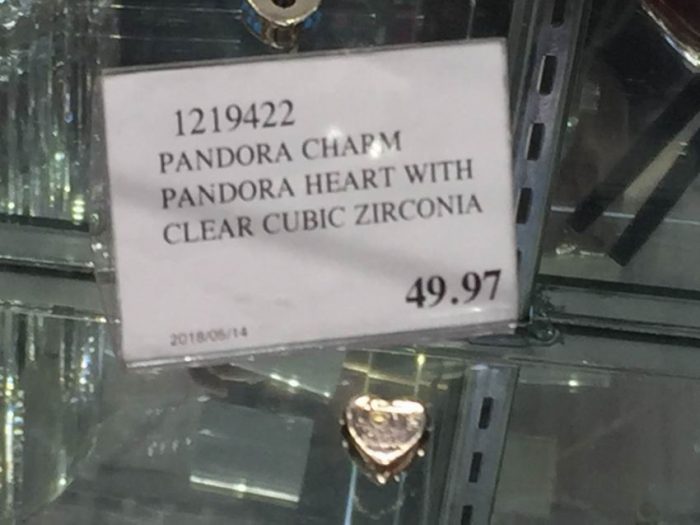 1219422
PANDORA CHARM
PANDORA HEART WITH
CLEAR CUBIC ZIRCONIA
49.97
2018/05/14